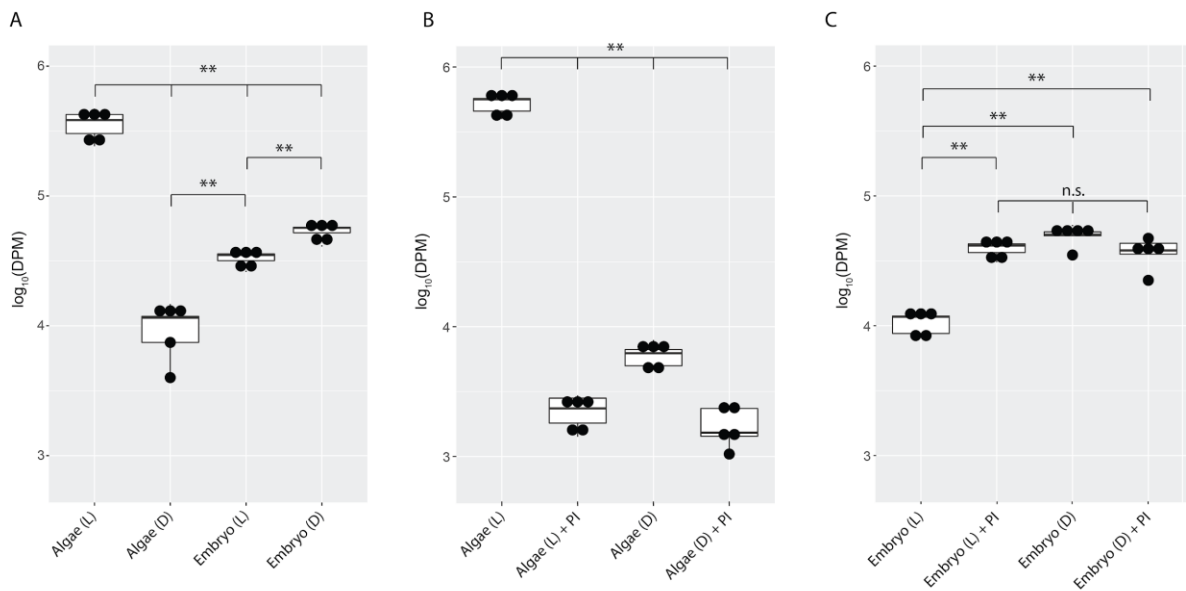 A
6
5
4
3
log10(DPM)
**
**
**
Algae (L)
Algae (D)
Embryo (L)
Embryo (D)
B
6
5
4
3
log10(DPM)
**
Algae (L)
Algae (L) + PI
Algae (D)
Algae (D) + PI
C
6
5
4
3
log10(DPM)
**
**
**
n.s.
Embryo (L)
Embryo (L) + PI
Embryo (D)
Embryo (D) + PI